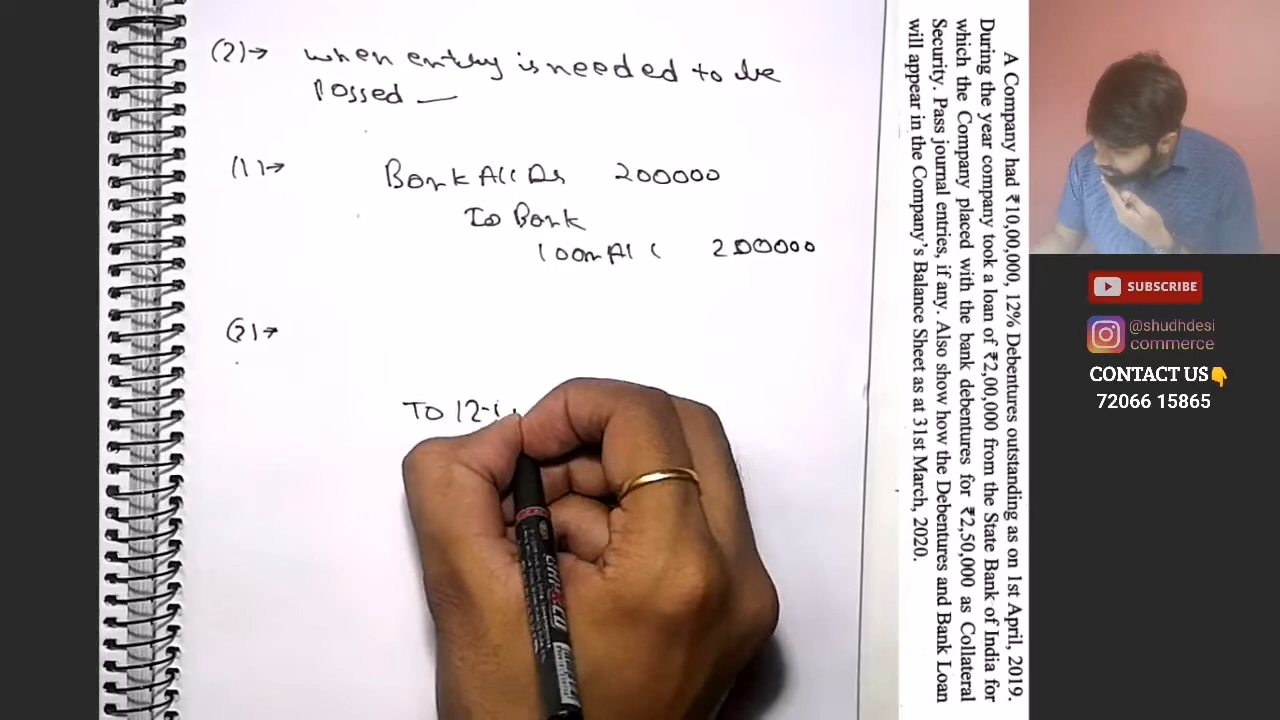 (2)→ when entry is needed to be
Passed —
(1)→ Bank A/c Dr 200000
To Bank
loan A/c 200000
(2)→
TO 12-1
A Company had ₹10,00,000, 12% Debentures outstanding as on 1st April, 2019.
During the year company took a loan of ₹2,00,000 from the State Bank of India for
which the Company placed with the bank debentures for ₹2,50,000 as Collateral
Security. Pass journal entries, if any. Also show how the Debentures and Bank Loan
will appear in the Company's Balance Sheet as at 31st March, 2020.
SUBSCRIBE
@shudhdesi
commerce
CONTACT US👇
72066 15865